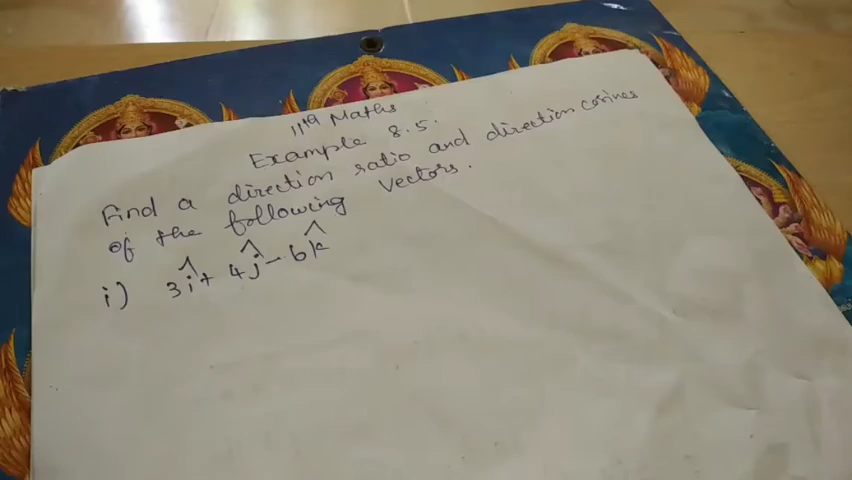 11th Maths
Example 8.5.
Find a direction ratio and direction cosines
of the following vectors.
i) 3î + 4ĵ - 6k̂